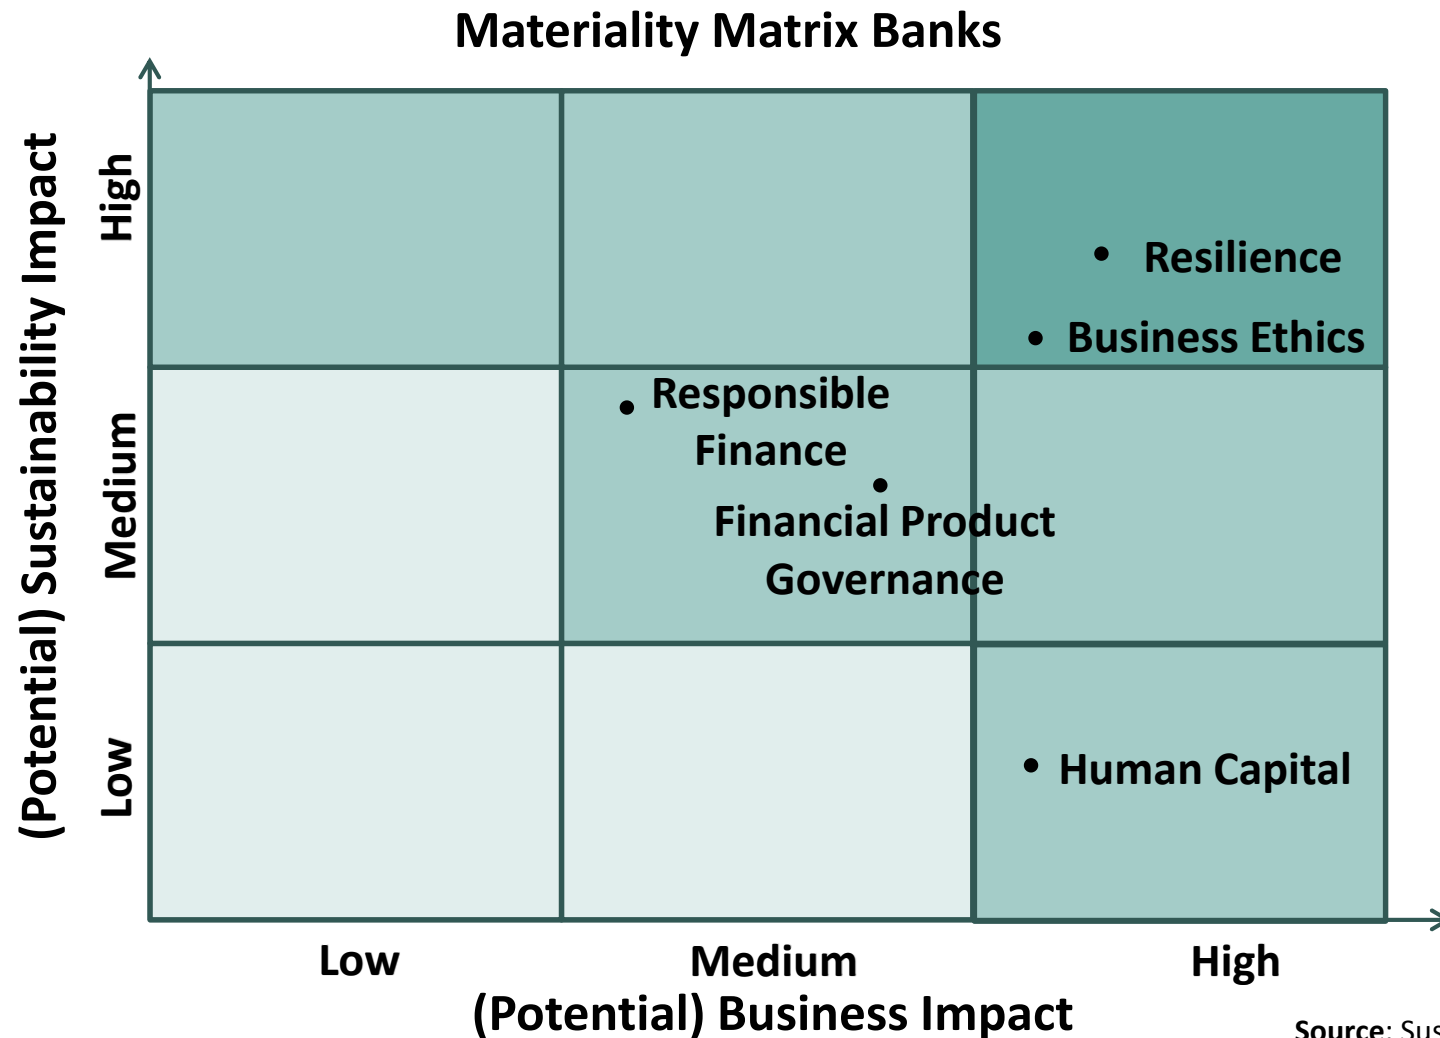 Materiality Matrix Banks
(Potential) Sustainability Impact
High
Medium
Low
• Resilience
• Business Ethics
• Responsible
Finance
•
Financial Product
Governance
• Human Capital
Low
Medium
High
(Potential) Business Impact
Source: